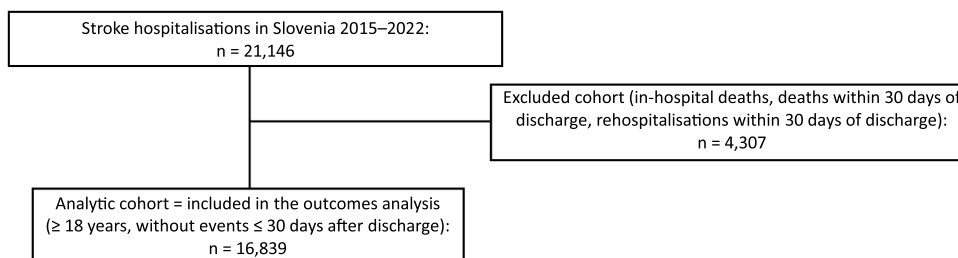 Stroke hospitalisations in Slovenia 2015–2022:
n = 21,146
Excluded cohort (in-hospital deaths, deaths within 30 days of
discharge, rehospitalisations within 30 days of discharge):
n = 4,307
Analytic cohort = included in the outcomes analysis
(≥ 18 years, without events ≤ 30 days after discharge):
n = 16,839